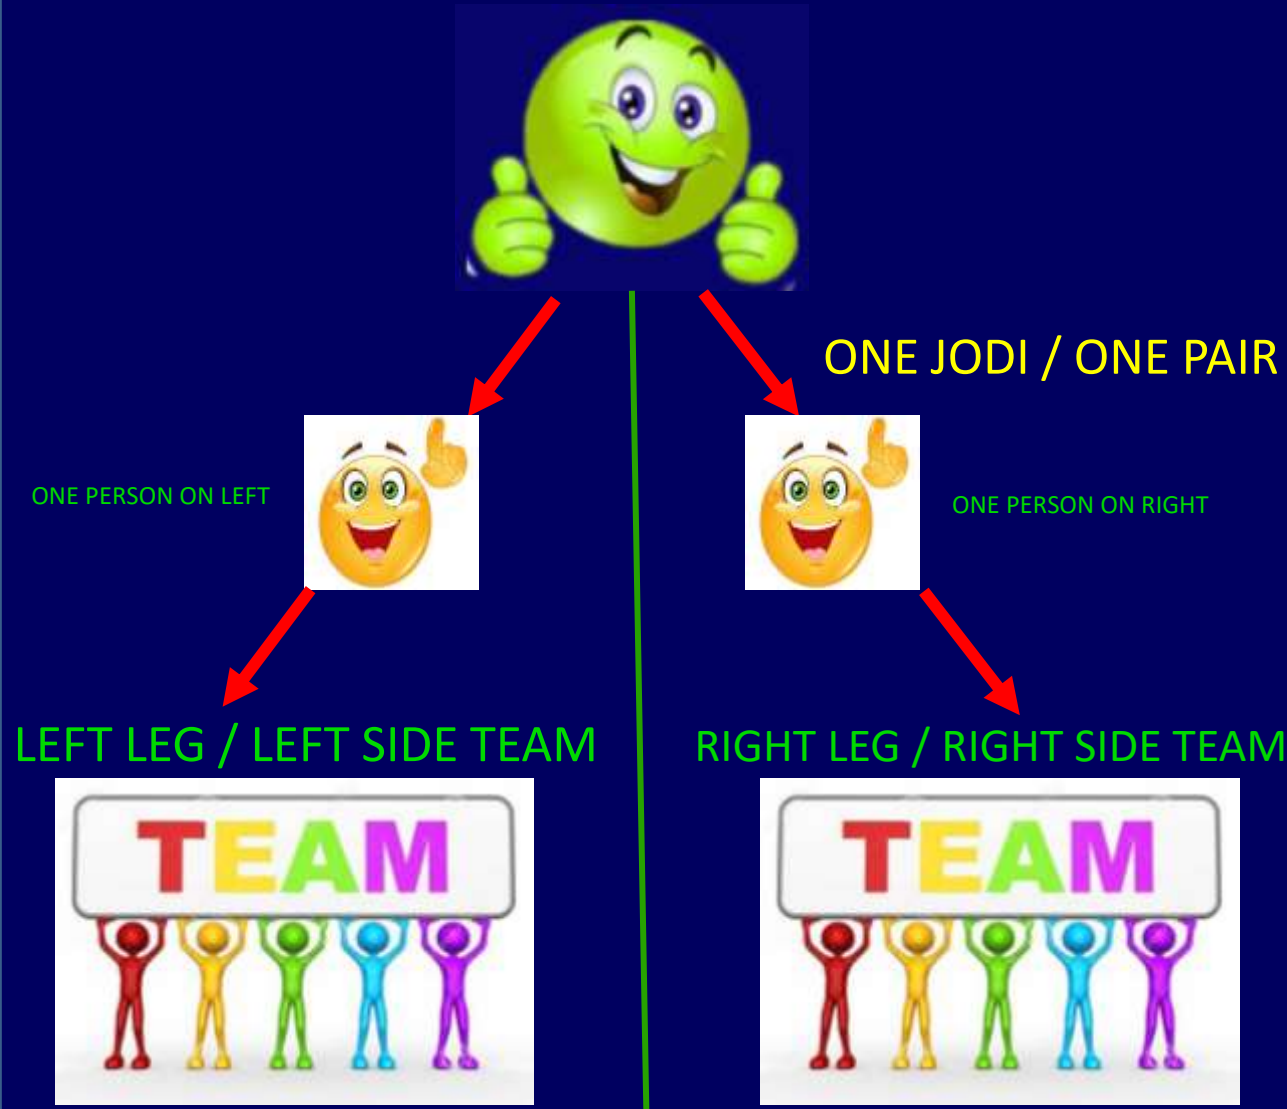 ONE JODI / ONE PAIR
ONE PERSON ON LEFT
ONE PERSON ON RIGHT
LEFT LEG / LEFT SIDE TEAM
RIGHT LEG / RIGHT SIDE TEAM
TEAM
TEAM